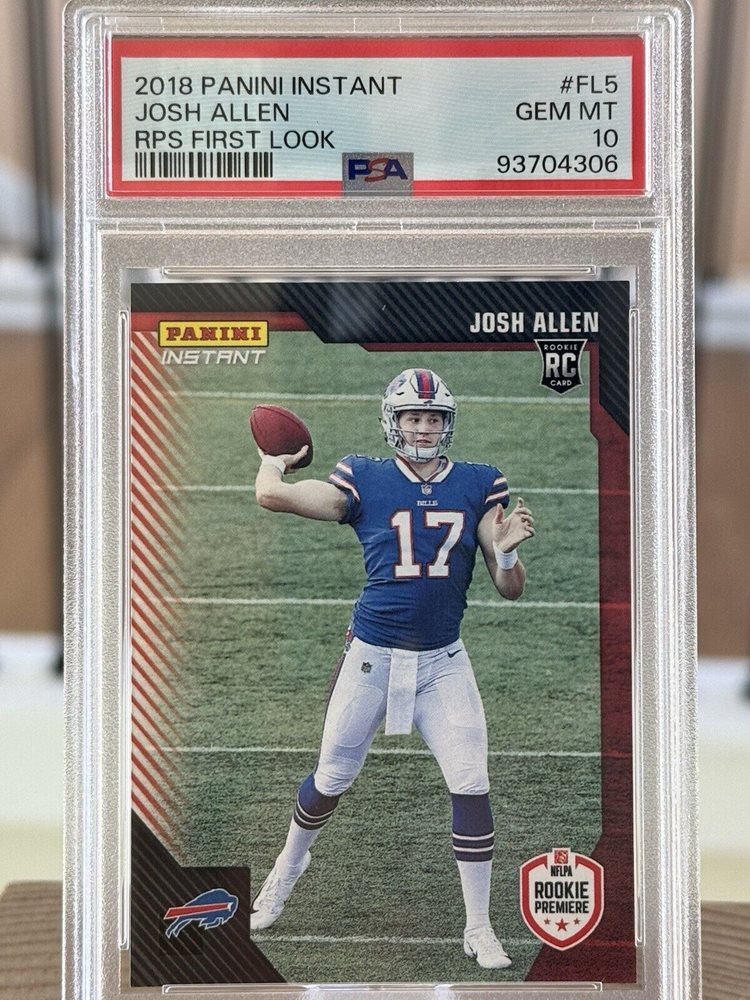 2018 PANINI INSTANT #FL5
JOSH ALLEN GEM MT
RPS FIRST LOOK 10
PSA 93704306
JOSH ALLEN
PANINI
INSTANT
ROOKIE
RC
CARD
BILLS
17
NFLPA
ROOKIE
PREMIERE